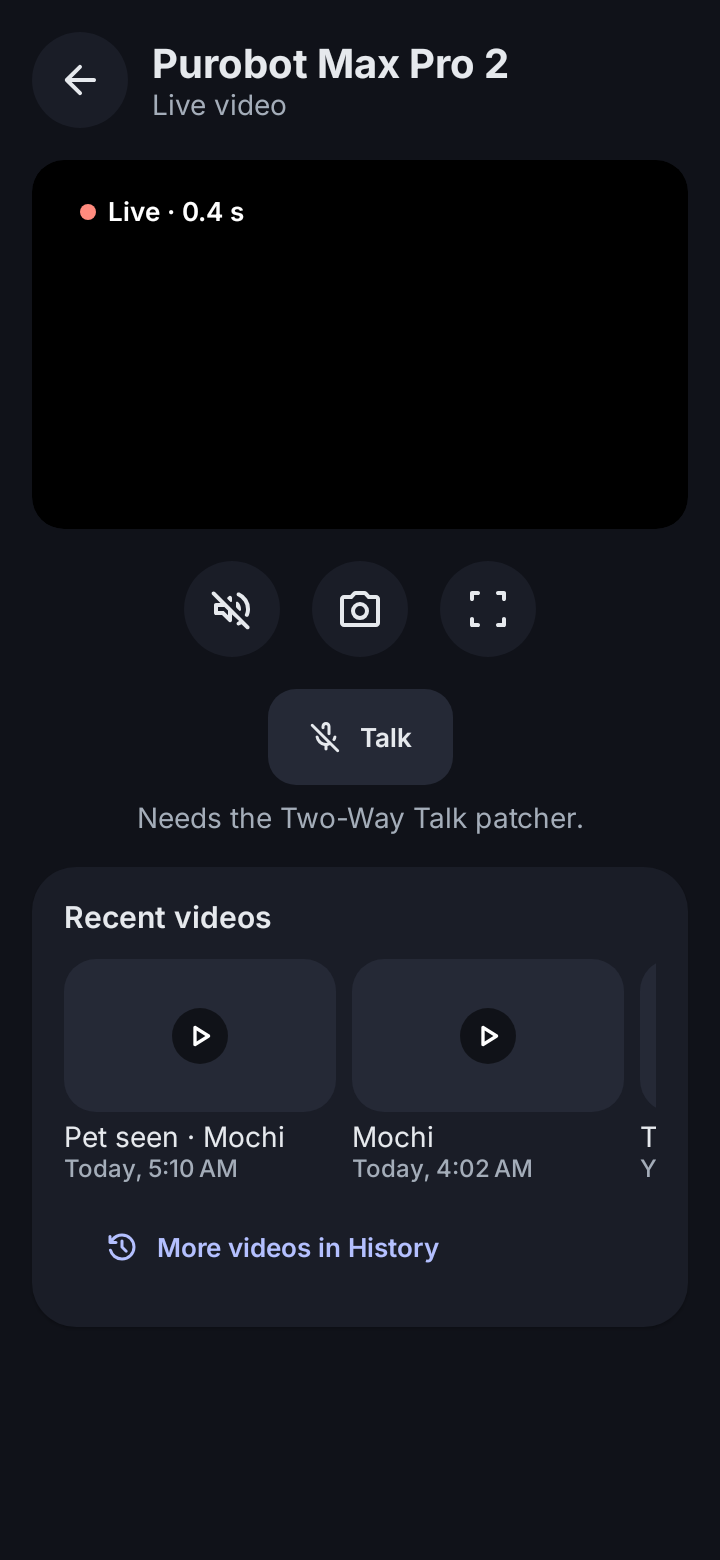 Purobot Max Pro 2
Live video
Live · 0.4 s
Talk
Needs the Two-Way Talk patcher.
Recent videos
Pet seen · Mochi
Today, 5:10 AM
Mochi
Today, 4:02 AM
T
Y
More videos in History